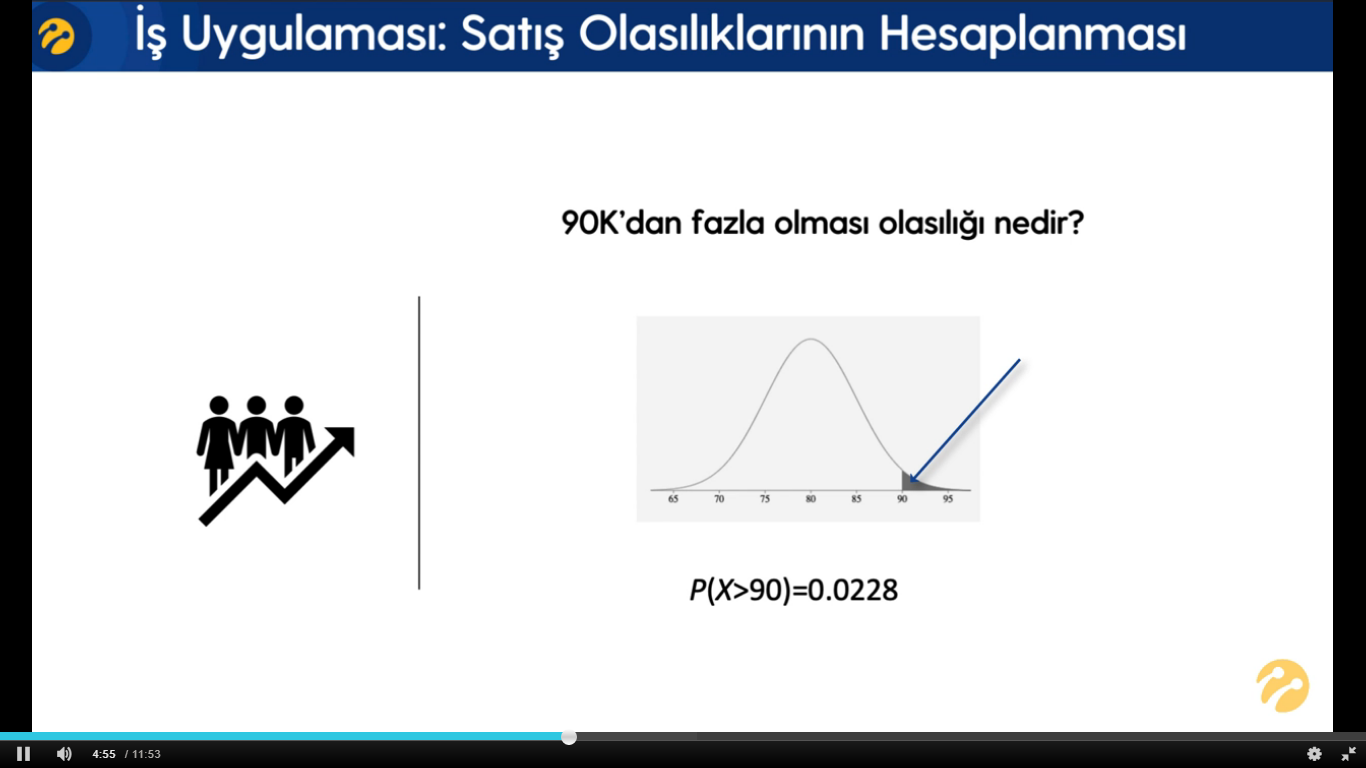 İş Uygulaması: Satış Olasılıklarının Hesaplanması
90K’dan fazla olması olasılığı nedir?
65 70 75 80 85 90 95
P(X>90)=0.0228
4:55 / 11:53